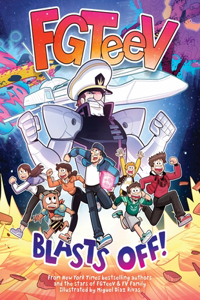 FGTeeV
BLASTS OFF!
From New York Times bestselling authors
and the stars of FGTeeV & FV Family
Illustrated by Miguel Díaz Rivas